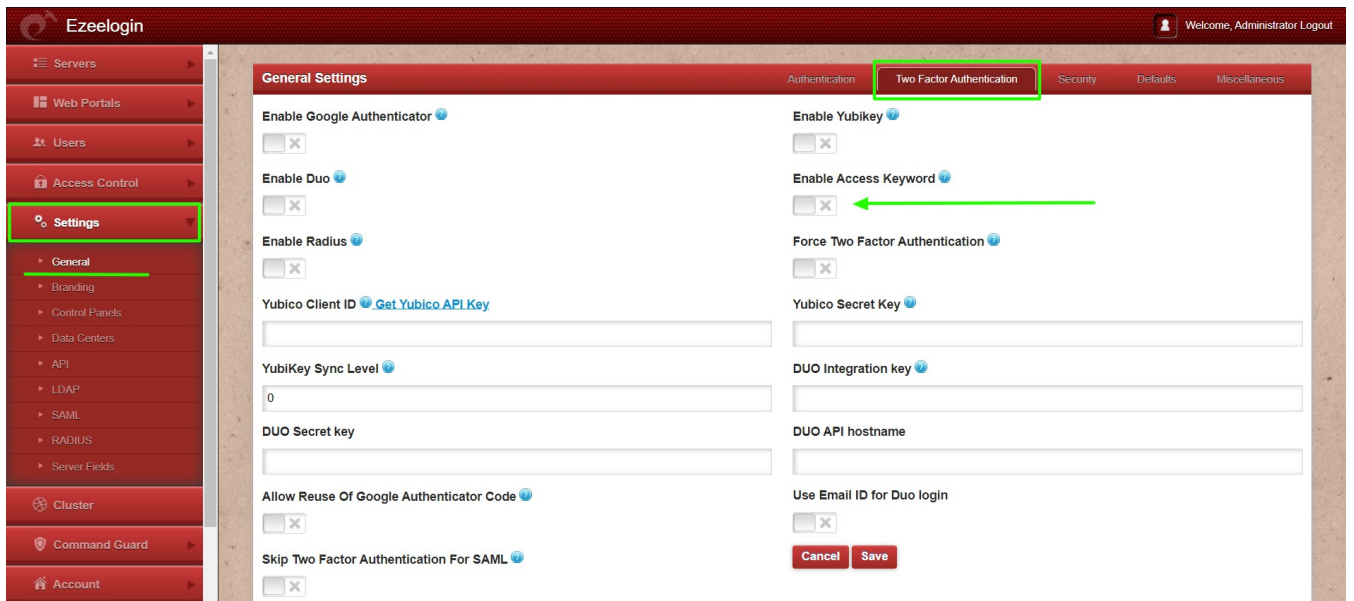 Ezeelogin
Welcome, Administrator Logout
Servers
Web Portals
Users
Access Control
Settings
General
Branding
Control Panels
Data Centers
API
LDAP
SAML
RADIUS
Server Fields
Cluster
Command Guard
Account
General Settings
Authentication Two Factor Authentication Security Defaults Miscellaneous
Enable Google Authenticator ? Enable Yubikey ?
Enable Duo ? Enable Access Keyword ?
Enable Radius ? Force Two Factor Authentication ?
Yubico Client ID ? Get Yubico API Key Yubico Secret Key ?
YubiKey Sync Level ? DUO Integration key ?
0
DUO Secret key DUO API hostname
Allow Reuse Of Google Authenticator Code ? Use Email ID for Duo login
Skip Two Factor Authentication For SAML ? Cancel Save